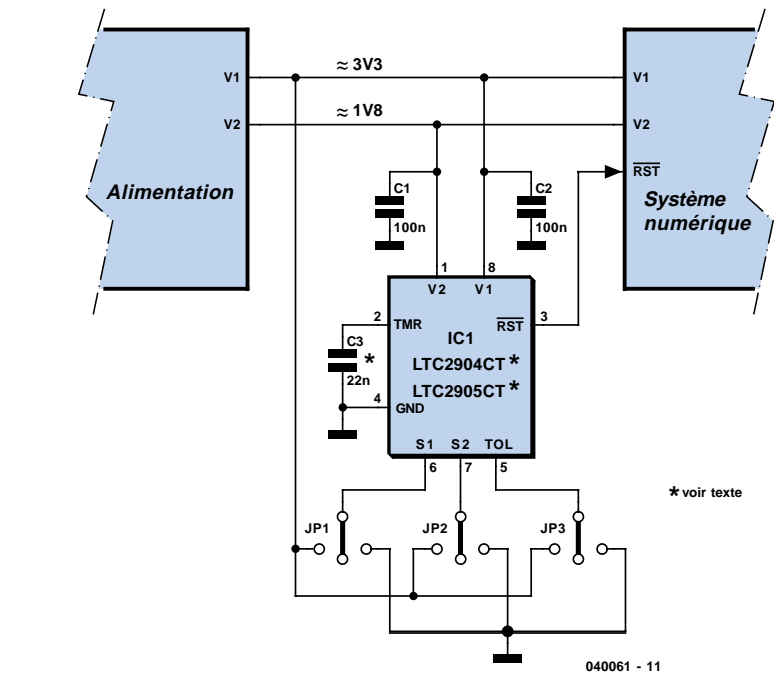 ≈ 3V3
V1
V1
≈ 1V8
V2
V2
RST
Alimentation
C1
C2
Système
numérique
100n
100n
1
8
V2
V1
2
TMR
RST
3
C3
*
IC1
LTC2904CT *
22n
LTC2905CT *
4
GND
S1
S2
TOL
6
7
5
* voir texte
JP1
JP2
JP3
040061 - 11